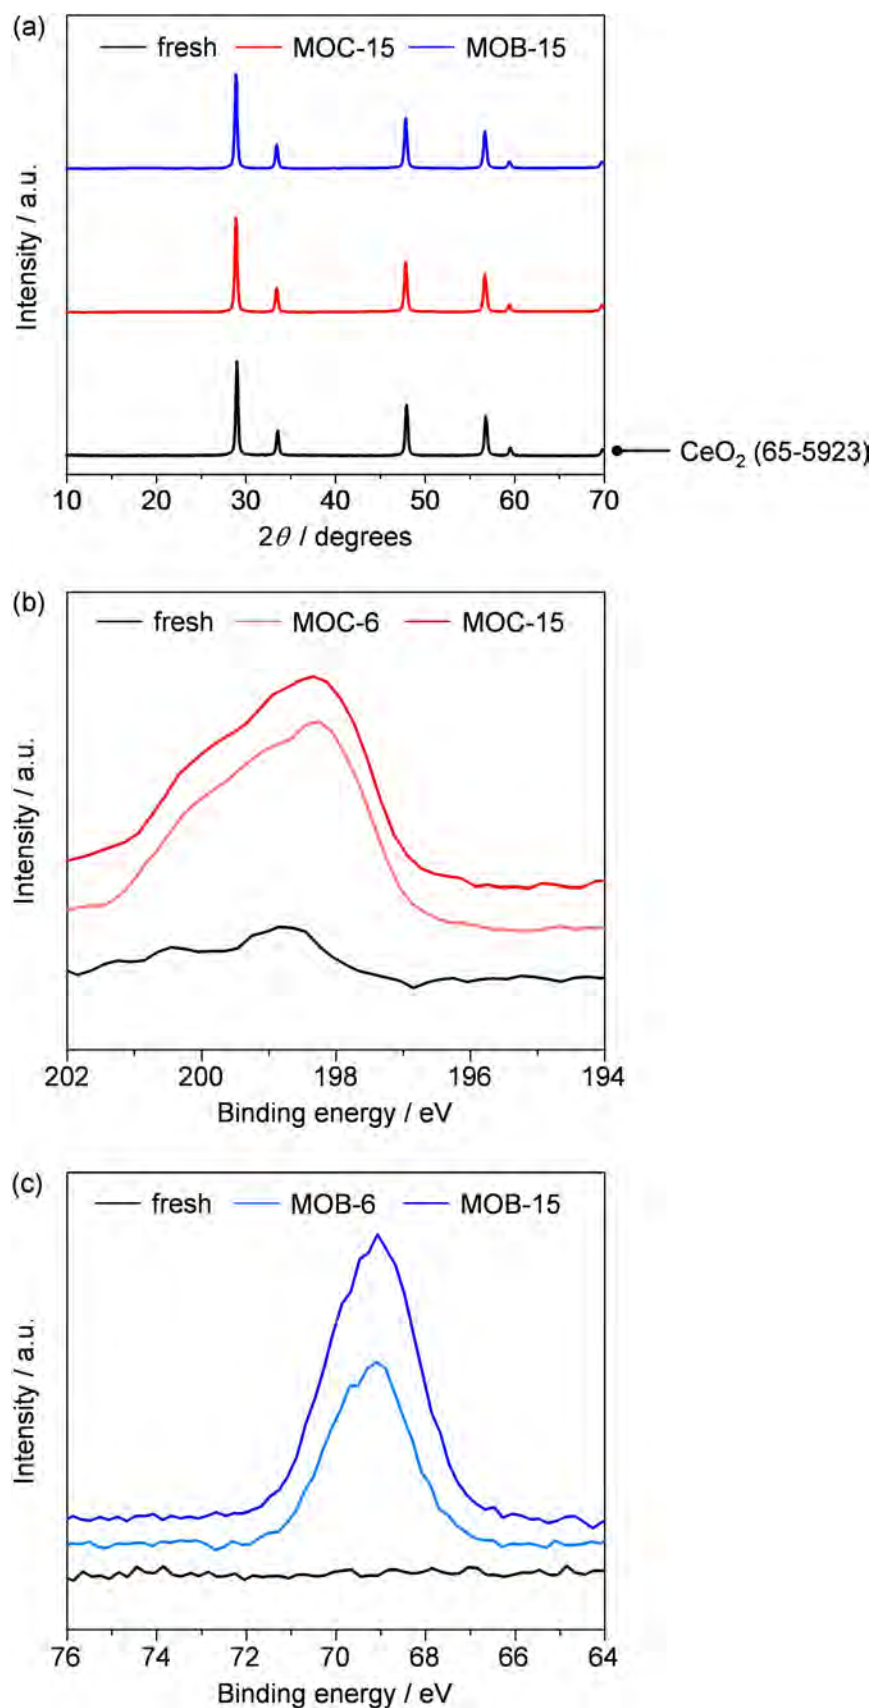 (a)
fresh MOC-15 MOB-15
Intensity / a.u.
CeO2 (65-5923)
10 20 30 40 50 60 70
2θ / degrees
(b)
fresh MOC-6 MOC-15
Intensity / a.u.
202 200 198 196 194
Binding energy / eV
(c)
fresh MOB-6 MOB-15
Intensity / a.u.
76 74 72 70 68 66 64
Binding energy / eV